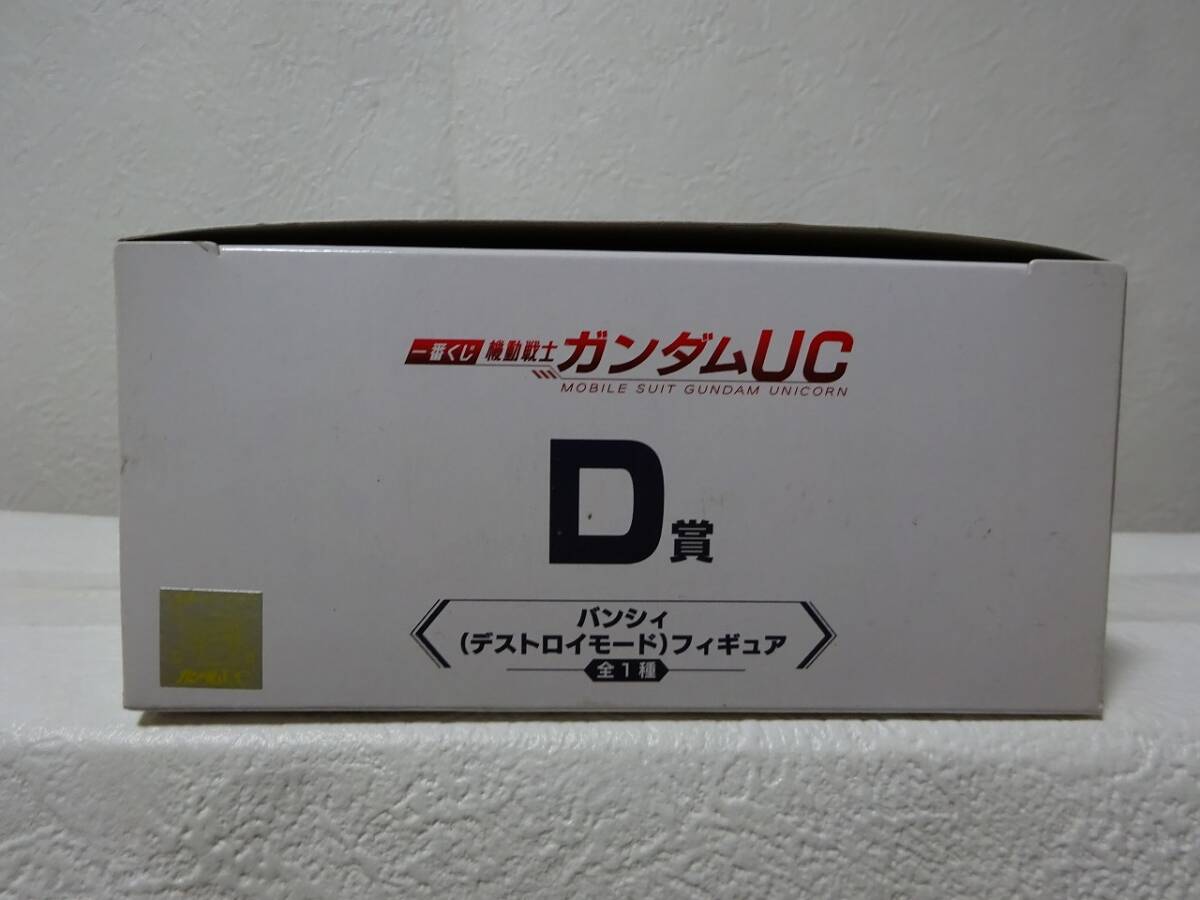 一番くじ 機動戦士 ガンダムUC
MOBILE SUIT GUNDAM UNICORN
D賞
バンシィ
(デストロイモード)フィギュア
全1種